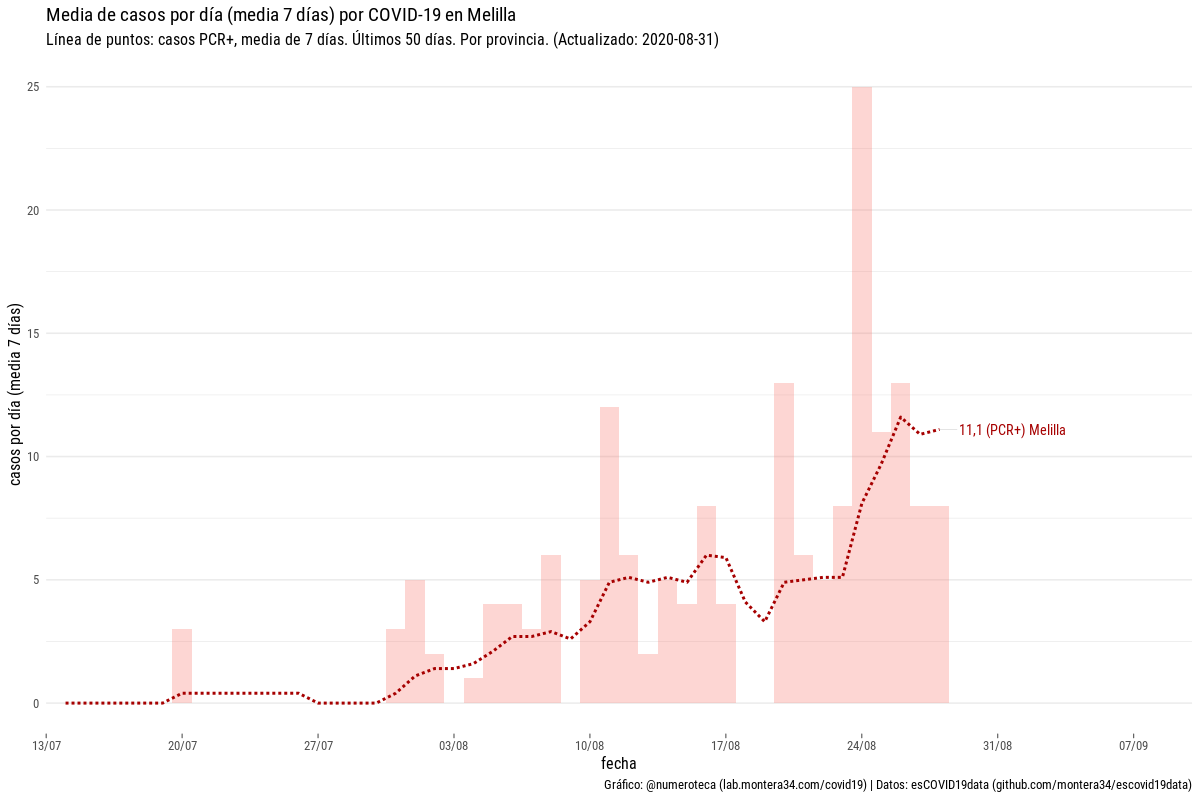 Media de casos por día (media 7 días) por COVID-19 en Melilla
Línea de puntos: casos PCR+, media de 7 días. Últimos 50 días. Por provincia. (Actualizado: 2020-08-31)
casos por día (media 7 días)
25
20
15
10
5
0
11,1 (PCR+) Melilla
13/07
20/07
27/07
03/08
10/08
17/08
24/08
31/08
07/09
fecha
Gráfico: @numeroteca (lab.montera34.com/covid19) | Datos: esCOVID19data (github.com/montera34/escovid19data)